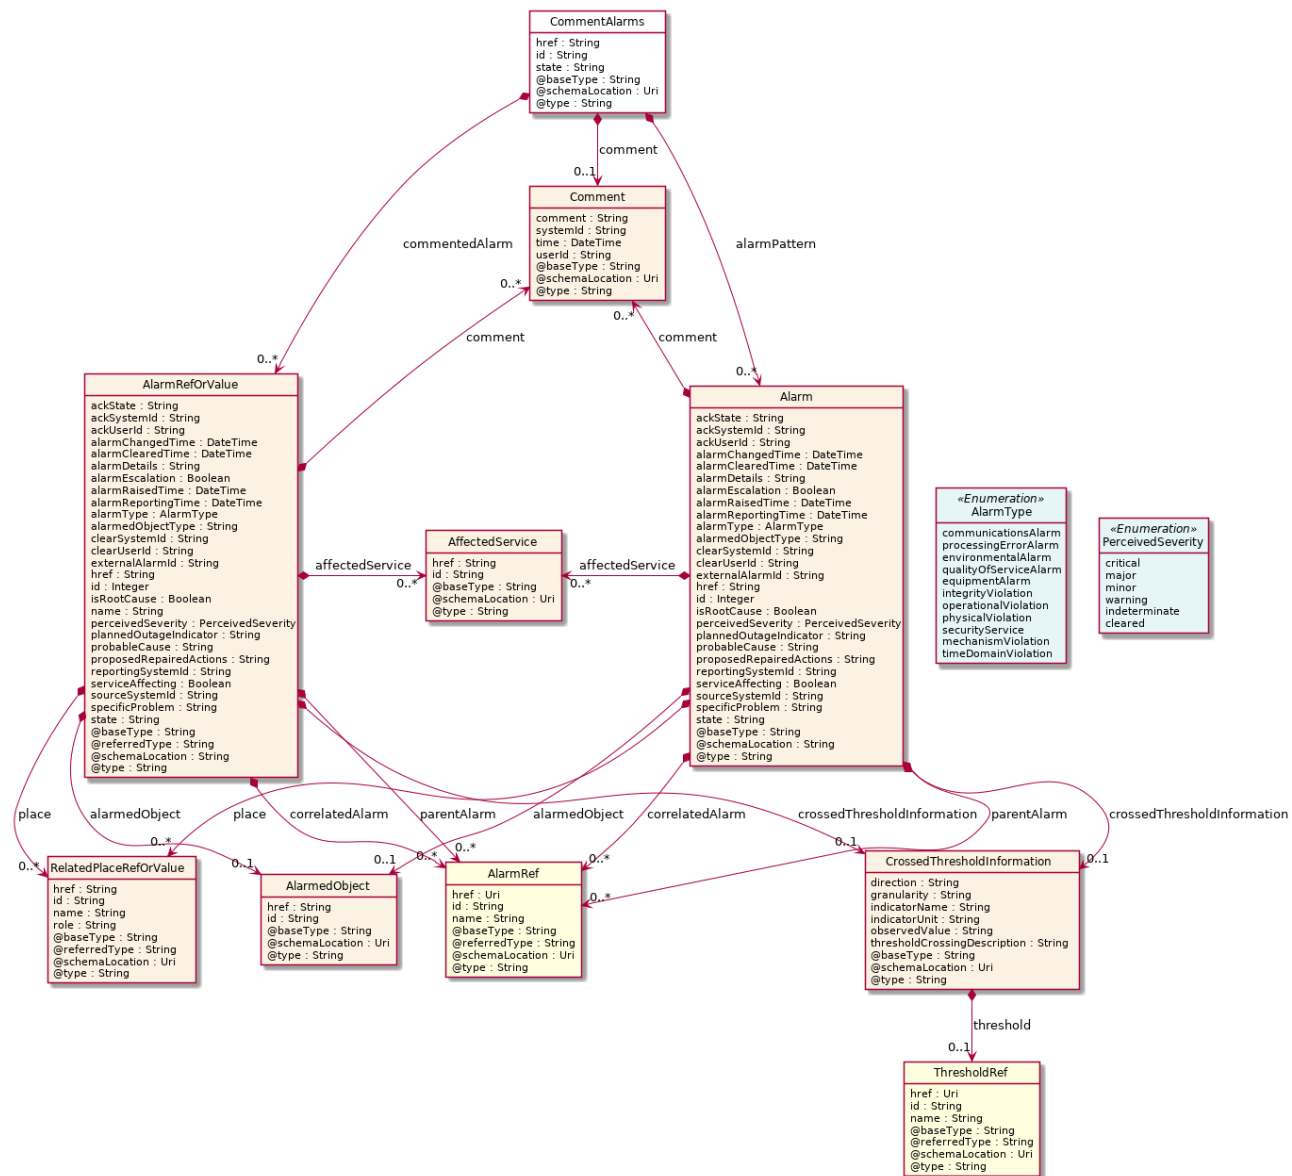 CommentAlarms
href : String
id : String
state : String
@baseType : String
@schemaLocation : Uri
@type : String
comment
0..1
Comment
comment : String
systemId : String
time : DateTime
userId : String
@baseType : String
@schemaLocation : Uri
@type : String
commentedAlarm
alarmPattern
0..*
0..*
comment
comment
0..*
0..*
AlarmRefOrValue
ackState : String
ackSystemId : String
ackUserId : String
alarmChangedTime : DateTime
alarmClearedTime : DateTime
alarmDetails : String
alarmEscalation : Boolean
alarmRaisedTime : DateTime
alarmReportingTime : DateTime
alarmType : AlarmType
alarmedObjectType : String
clearSystemId : String
clearUserId : String
externalAlarmId : String
href : String
id : Integer
isRootCause : Boolean
name : String
perceivedSeverity : PerceivedSeverity
plannedOutageIndicator : String
probableCause : String
proposedRepairedActions : String
reportingSystemId : String
serviceAffecting : Boolean
sourceSystemId : String
specificProblem : String
state : String
@baseType : String
@referredType : String
@schemaLocation : String
@type : String
Alarm
ackState : String
ackSystemId : String
ackUserId : String
alarmChangedTime : DateTime
alarmClearedTime : DateTime
alarmDetails : String
alarmEscalation : Boolean
alarmRaisedTime : DateTime
alarmReportingTime : DateTime
alarmType : AlarmType
alarmedObjectType : String
clearSystemId : String
clearUserId : String
externalAlarmId : String
href : String
id : Integer
isRootCause : Boolean
perceivedSeverity : PerceivedSeverity
plannedOutageIndicator : String
probableCause : String
proposedRepairedActions : String
reportingSystemId : String
serviceAffecting : Boolean
sourceSystemId : String
specificProblem : String
state : String
@baseType : String
@schemaLocation : String
@type : String
«Enumeration»
AlarmType
communicationsAlarm
processingErrorAlarm
environmentalAlarm
qualityOfServiceAlarm
equipmentAlarm
integrityViolation
operationalViolation
physicalViolation
securityService
mechanismViolation
timeDomainViolation
«Enumeration»
PerceivedSeverity
critical
major
minor
warning
indeterminate
cleared
affectedService
0..*
AffectedService
href : String
id : String
@baseType : String
@schemaLocation : Uri
@type : String
affectedService
0..*
place
alarmedObject
place
correlatedAlarm
parentAlarm
alarmedObject
correlatedAlarm
crossedThresholdInformation
parentAlarm
crossedThresholdInformation
0..*
0..*
0..1
0..1
0..*
0..*
0..*
0..*
0..1
0..1
RelatedPlaceRefOrValue
href : String
id : String
name : String
role : String
@baseType : String
@referredType : String
@schemaLocation : Uri
@type : String
AlarmedObject
href : String
id : String
@baseType : String
@schemaLocation : Uri
@type : String
AlarmRef
href : Uri
id : String
name : String
@baseType : String
@referredType : String
@schemaLocation : Uri
@type : String
CrossedThresholdInformation
direction : String
granularity : String
indicatorName : String
indicatorUnit : String
observedValue : String
thresholdCrossingDescription : String
@baseType : String
@schemaLocation : Uri
@type : String
threshold
0..1
ThresholdRef
href : Uri
id : String
name : String
@baseType : String
@referredType : String
@schemaLocation : Uri
@type : String